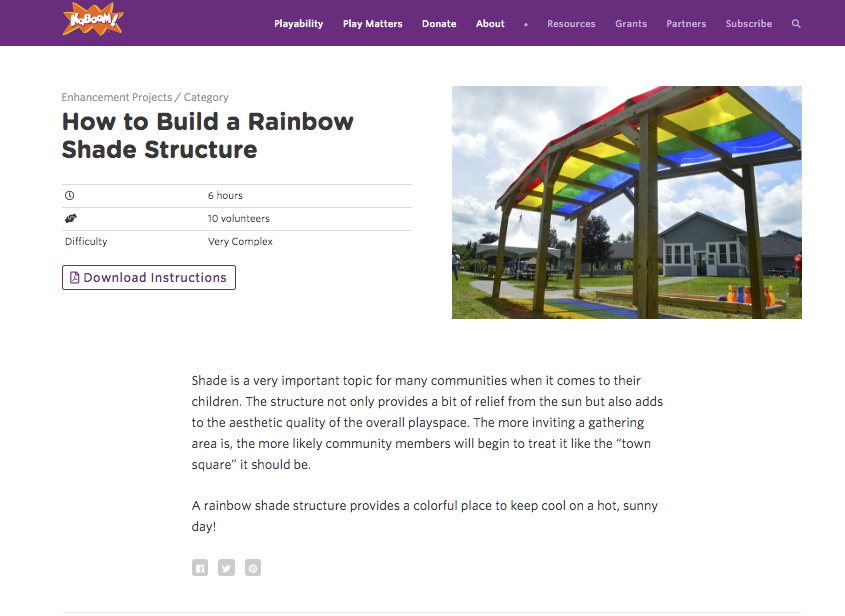 KaBOOM!
Playability Play Matters Donate About • Resources Grants Partners Subscribe
Enhancement Projects / Category
How to Build a Rainbow
Shade Structure
6 hours
10 volunteers
Difficulty Very Complex
Download Instructions
Shade is a very important topic for many communities when it comes to their
children. The structure not only provides a bit of relief from the sun but also adds
to the aesthetic quality of the overall playspace. The more inviting a gathering
area is, the more likely community members will begin to treat it like the “town
square” it should be.
A rainbow shade structure provides a colorful place to keep cool on a hot, sunny
day!